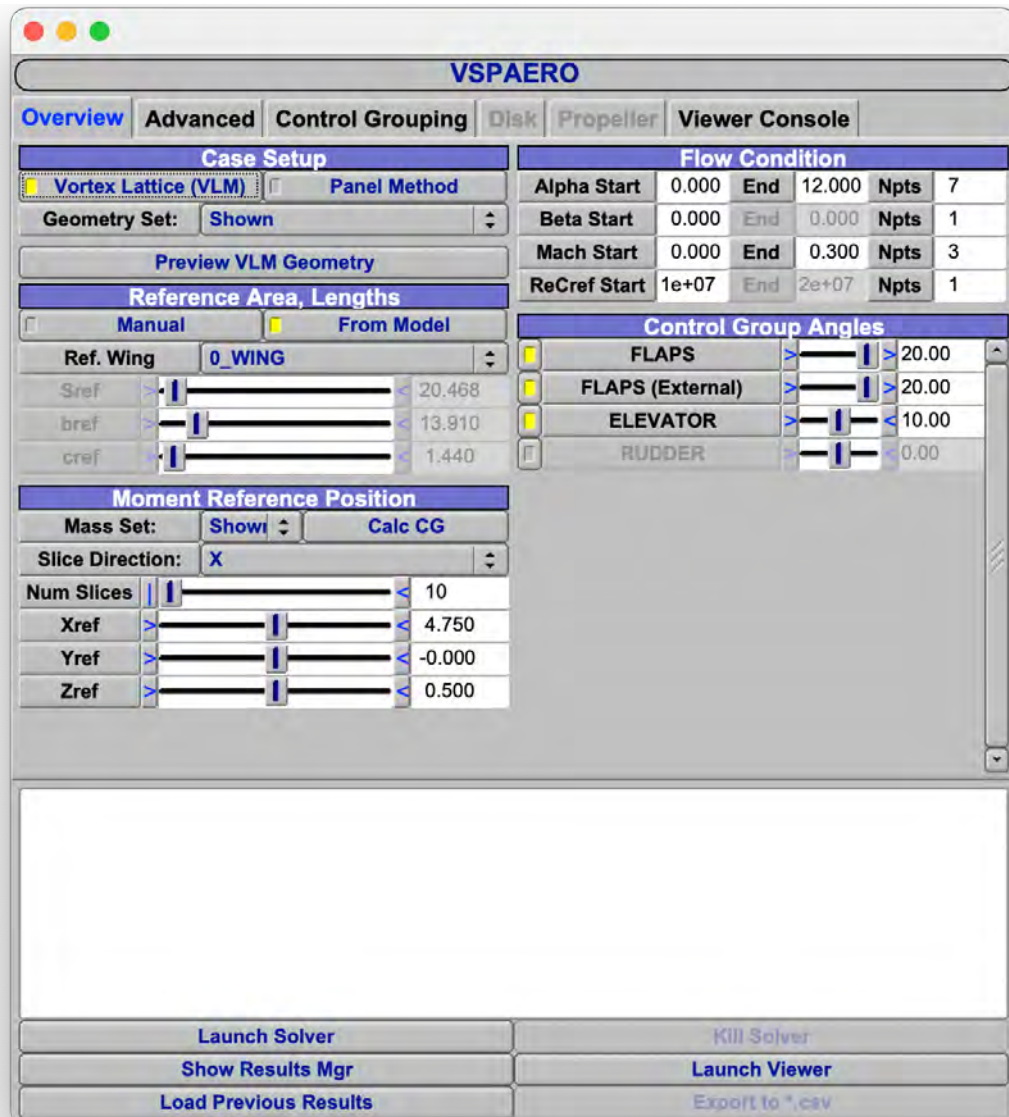 VSPAERO
Overview Advanced Control Grouping Disk Propeller Viewer Console
Case Setup
Vortex Lattice (VLM) Panel Method
Geometry Set: Shown
Preview VLM Geometry
Reference Area, Lengths
Manual From Model
Ref. Wing 0_WING
Sref > < 20.468
bref > < 13.910
cref > < 1.440
Moment Reference Position
Mass Set: Shown Calc CG
Slice Direction: X
Num Slices | < 10
Xref > < 4.750
Yref > < -0.000
Zref > < 0.500
Flow Condition
Alpha Start 0.000 End 12.000 Npts 7
Beta Start 0.000 End 0.000 Npts 1
Mach Start 0.000 End 0.300 Npts 3
ReCref Start 1e+07 End 2e+07 Npts 1
Control Group Angles
FLAPS > > 20.00
FLAPS (External) > > 20.00
ELEVATOR > < 10.00
RUDDER > < 0.00
Launch Solver Kill Solver
Show Results Mgr Launch Viewer
Load Previous Results Export to *.csv